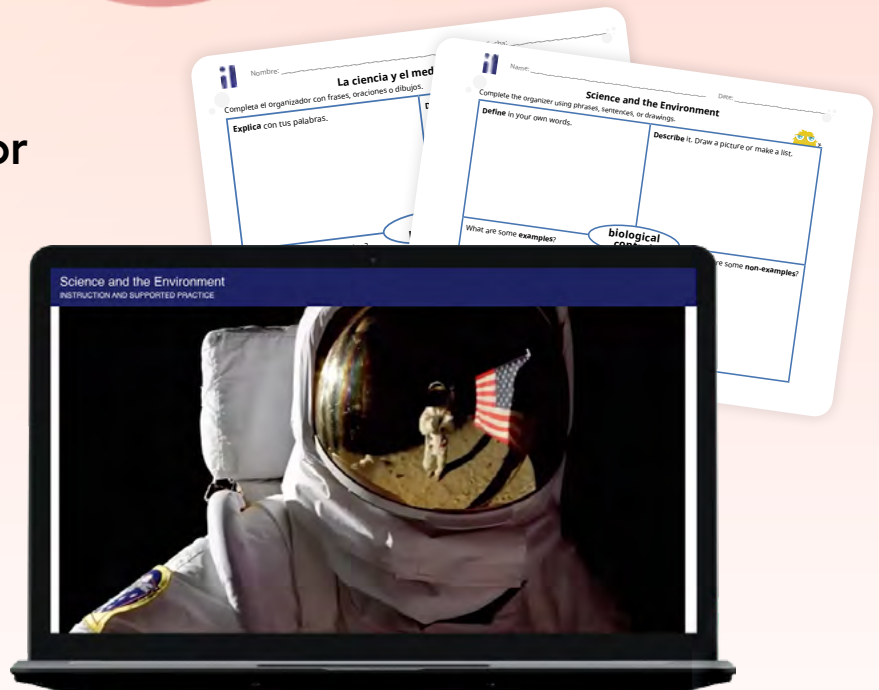 or
il
Nombre:
La ciencia y el med
Completa el organizador con frases, oraciones o dibujos.
Explica con tus palabras.
il
Name:
Date:
Science and the Environment
Complete the organizer using phrases, sentences, or drawings.
Define in your own words.
Describe it. Draw a picture or make a list.
What are some examples?
biological
re some non-examples?
Science and the Environment
INSTRUCTION AND SUPPORTED PRACTICE